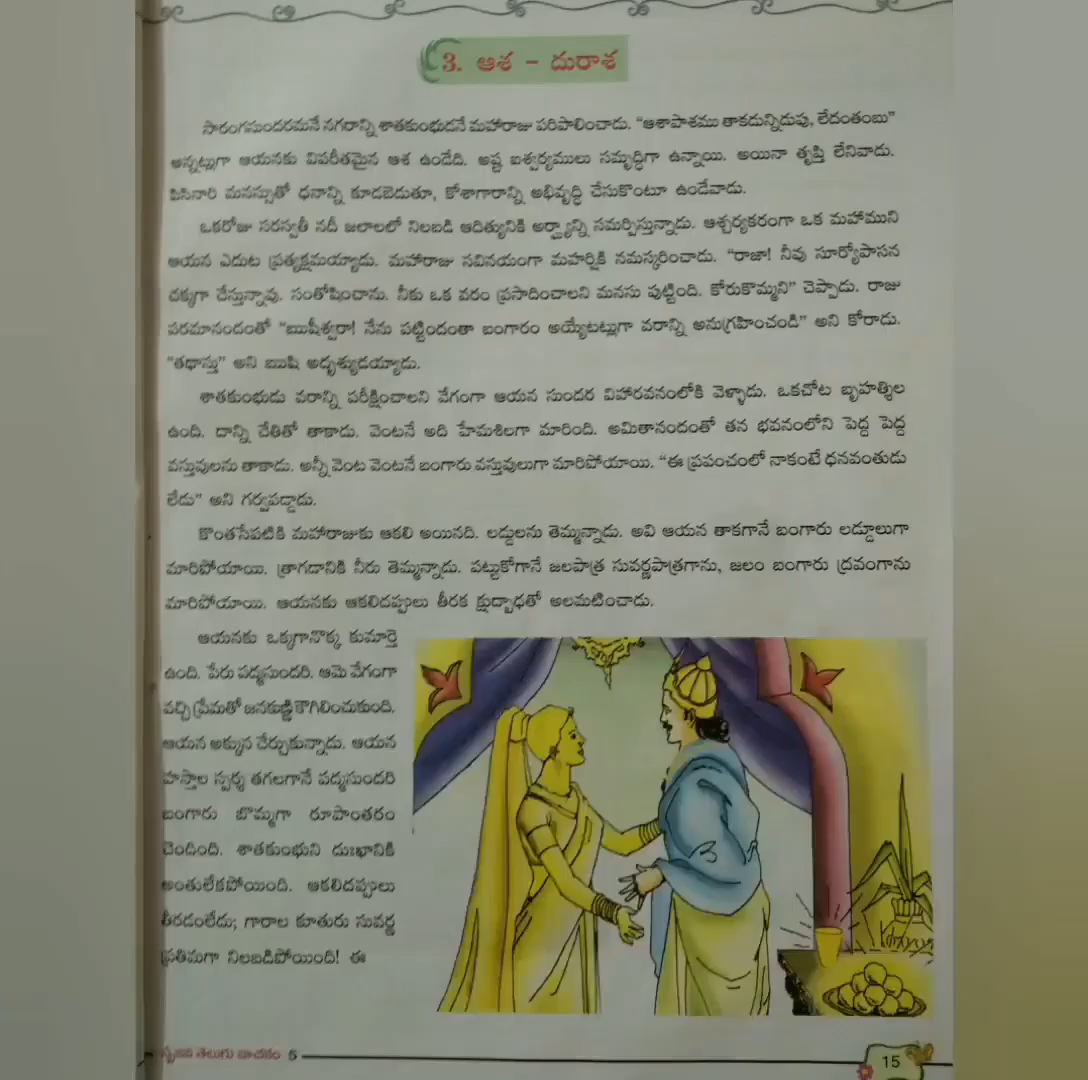 3. ఆశ - దురాశ
సారంగసుందరమనే నగరాన్ని శాతకుంభుడనే మహారాజు పరిపాలించాడు. “ఆశాపాశము తాకడున్నిడుపు, లేదంతంబు”
అన్నట్లుగా ఆయనకు విపరీతమైన ఆశ ఉండేది. అష్ట ఐశ్వర్యములు సమృద్ధిగా ఉన్నాయి. అయినా తృప్తి లేనివాడు.
పిసినారి మనస్సుతో ధనాన్ని కూడబెడుతూ, కోశాగారాన్ని అభివృద్ధి చేసుకొంటూ ఉండేవాడు.
ఒకరోజు సరస్వతీ నదీ జలాలలో నిలబడి ఆదిత్యునికి అర్ఘ్యాన్ని సమర్పిస్తున్నాడు. ఆశ్చర్యకరంగా ఒక మహాముని
ఆయన ఎదుట ప్రత్యక్షమయ్యాడు. మహారాజు సవినయంగా మహర్షికి నమస్కరించాడు. “రాజా! నీవు సూర్యోపాసన
చక్కగా చేస్తున్నావు. సంతోషించాను. నీకు ఒక వరం ప్రసాదించాలని మనసు పుట్టింది. కోరుకొమ్మని” చెప్పాడు. రాజు
పరమానందంతో “ఋషీశ్వరా! నేను పట్టిందంతా బంగారం అయ్యేటట్లుగా వరాన్ని అనుగ్రహించండి” అని కోరాడు.
“తథాస్తు” అని ఋషి అదృశ్యుడయ్యాడు.
శాతకుంభుడు వరాన్ని పరీక్షించాలని వేగంగా ఆయన సుందర విహారవనంలోకి వెళ్ళాడు. ఒకచోట బృహత్శిల
ఉంది. దాన్ని చేతితో తాకాడు. వెంటనే అది హేమశిలగా మారింది. అమితానందంతో తన భవనంలోని పెద్ద పెద్ద
వస్తువులను తాకాడు. అన్నీ వెంట వెంటనే బంగారు వస్తువులుగా మారిపోయాయి. “ఈ ప్రపంచంలో నాకంటే ధనవంతుడు
లేడు” అని గర్వపడ్డాడు.
కొంతసేపటికి మహారాజుకు ఆకలి అయినది. లడ్డులను తెమ్మన్నాడు. అవి ఆయన తాకగానే బంగారు లడ్డూలుగా
మారిపోయాయి. త్రాగడానికి నీరు తెమ్మన్నాడు. పట్టుకోగానే జలపాత్ర సువర్ణపాత్రగాను, జలం బంగారు ద్రవంగాను
మారిపోయాయి. ఆయనకు ఆకలిదప్పులు తీరక క్షుద్బాధతో అలమటించాడు.
ఆయనకు ఒక్కగానొక్క కుమార్తె
ఉంది. పేరు పద్మసుందరి. ఆమె వేగంగా
వచ్చి ప్రేమతో జనకుణ్ణి కౌగిలించుకుంది.
ఆయన అక్కున చేర్చుకున్నాడు. ఆయన
హస్తాల స్పర్శ తగలగానే పద్మసుందరి
బంగారు బొమ్మగా రూపాంతరం
చెందింది. శాతకుంభుని దుఃఖానికి
అంతులేకపోయింది. ఆకలిదప్పులు
తీరడంలేదు; గారాల కూతురు సువర్ణ
ప్రతిమగా నిలబడిపోయింది! ఈ
సృజన తెలుగు వాచకం 5
15